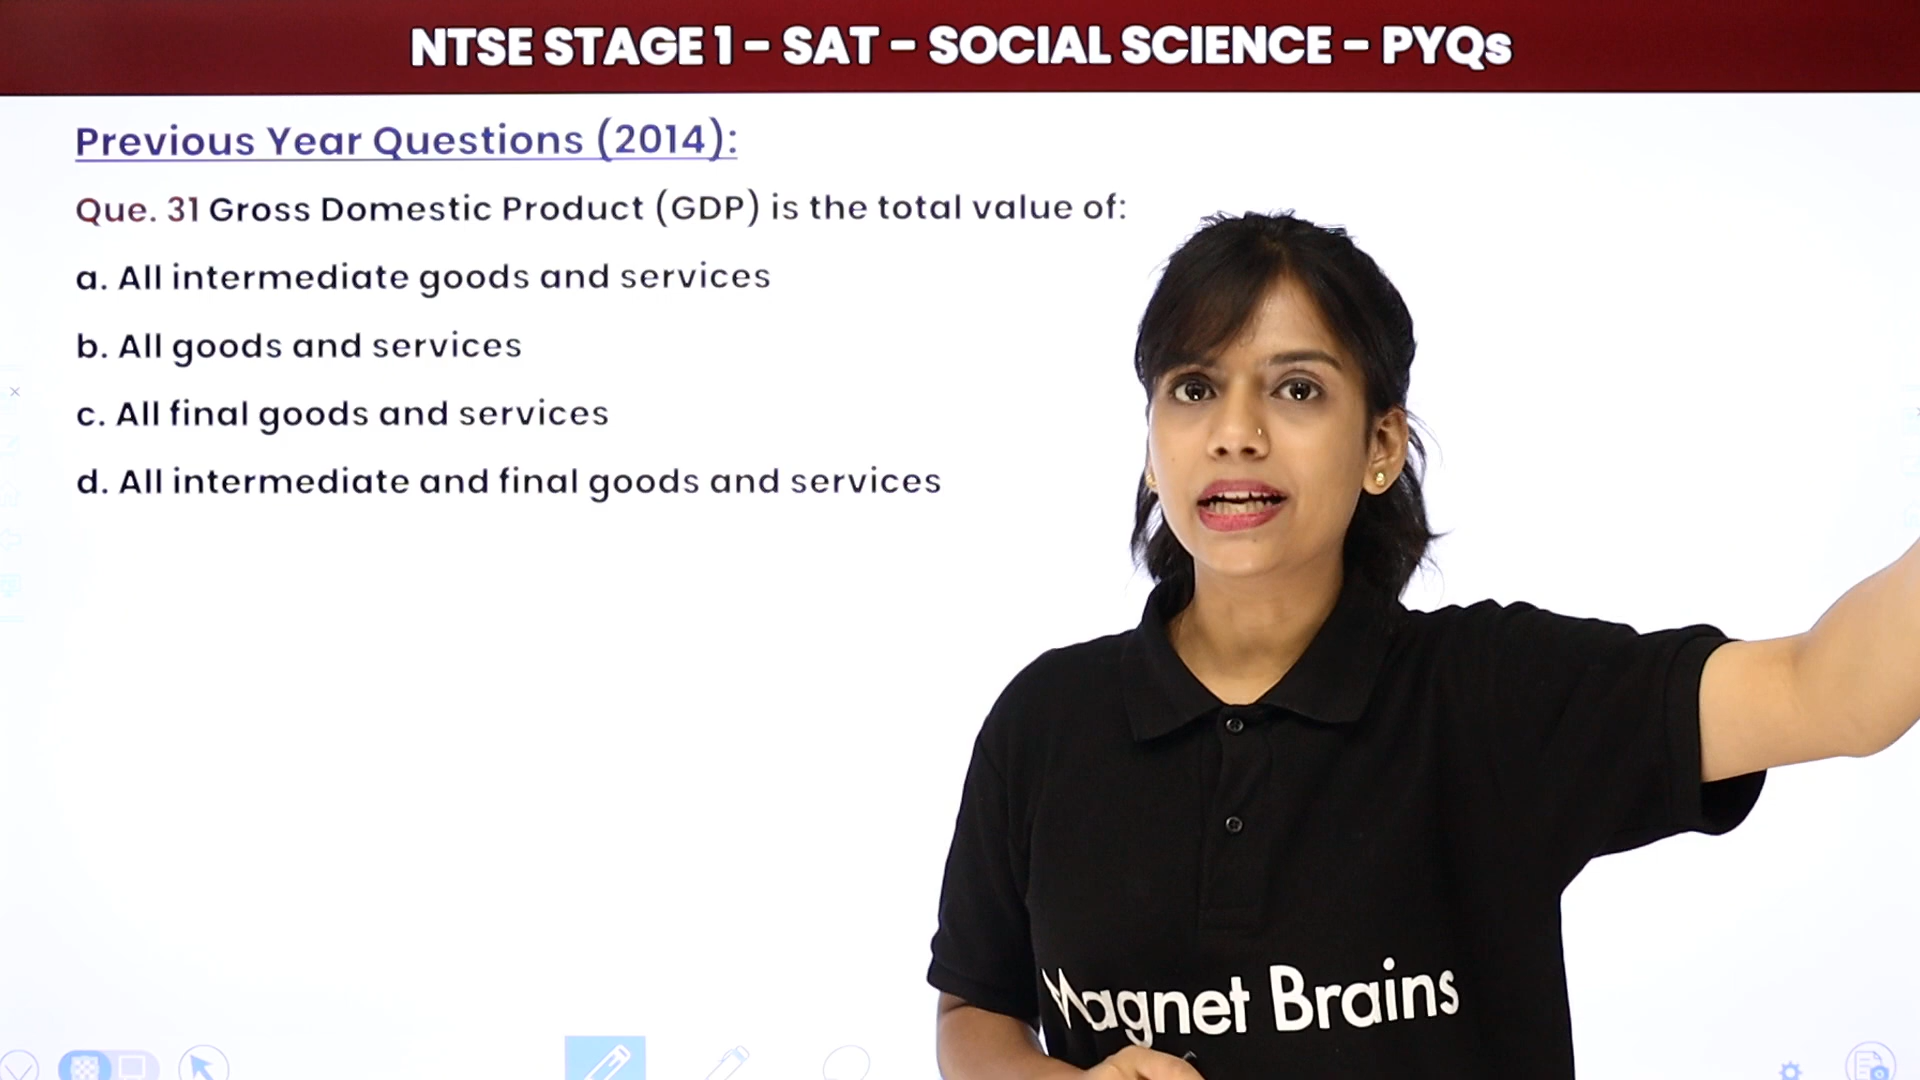 NTSE STAGE 1 – SAT – SOCIAL SCIENCE – PYQs
Previous Year Questions (2014):
Que. 31 Gross Domestic Product (GDP) is the total value of:
a. All intermediate goods and services
b. All goods and services
c. All final goods and services
d. All intermediate and final goods and services
Magnet Brains